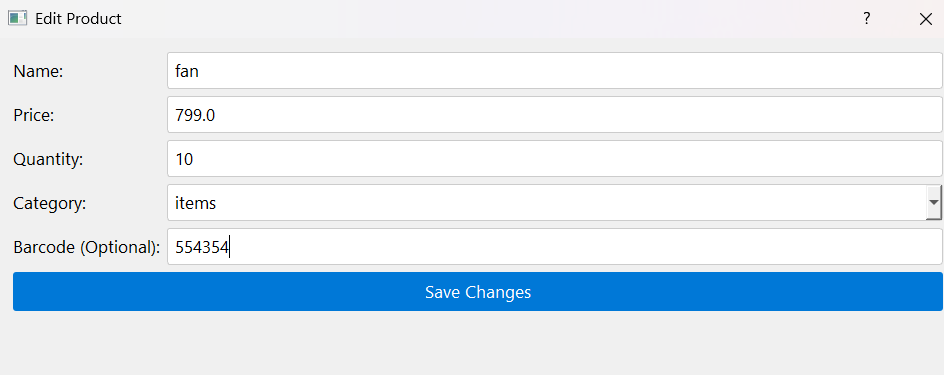 Edit Product
?
Name: fan
Price: 799.0
Quantity: 10
Category: items
Barcode (Optional): 554354
Save Changes